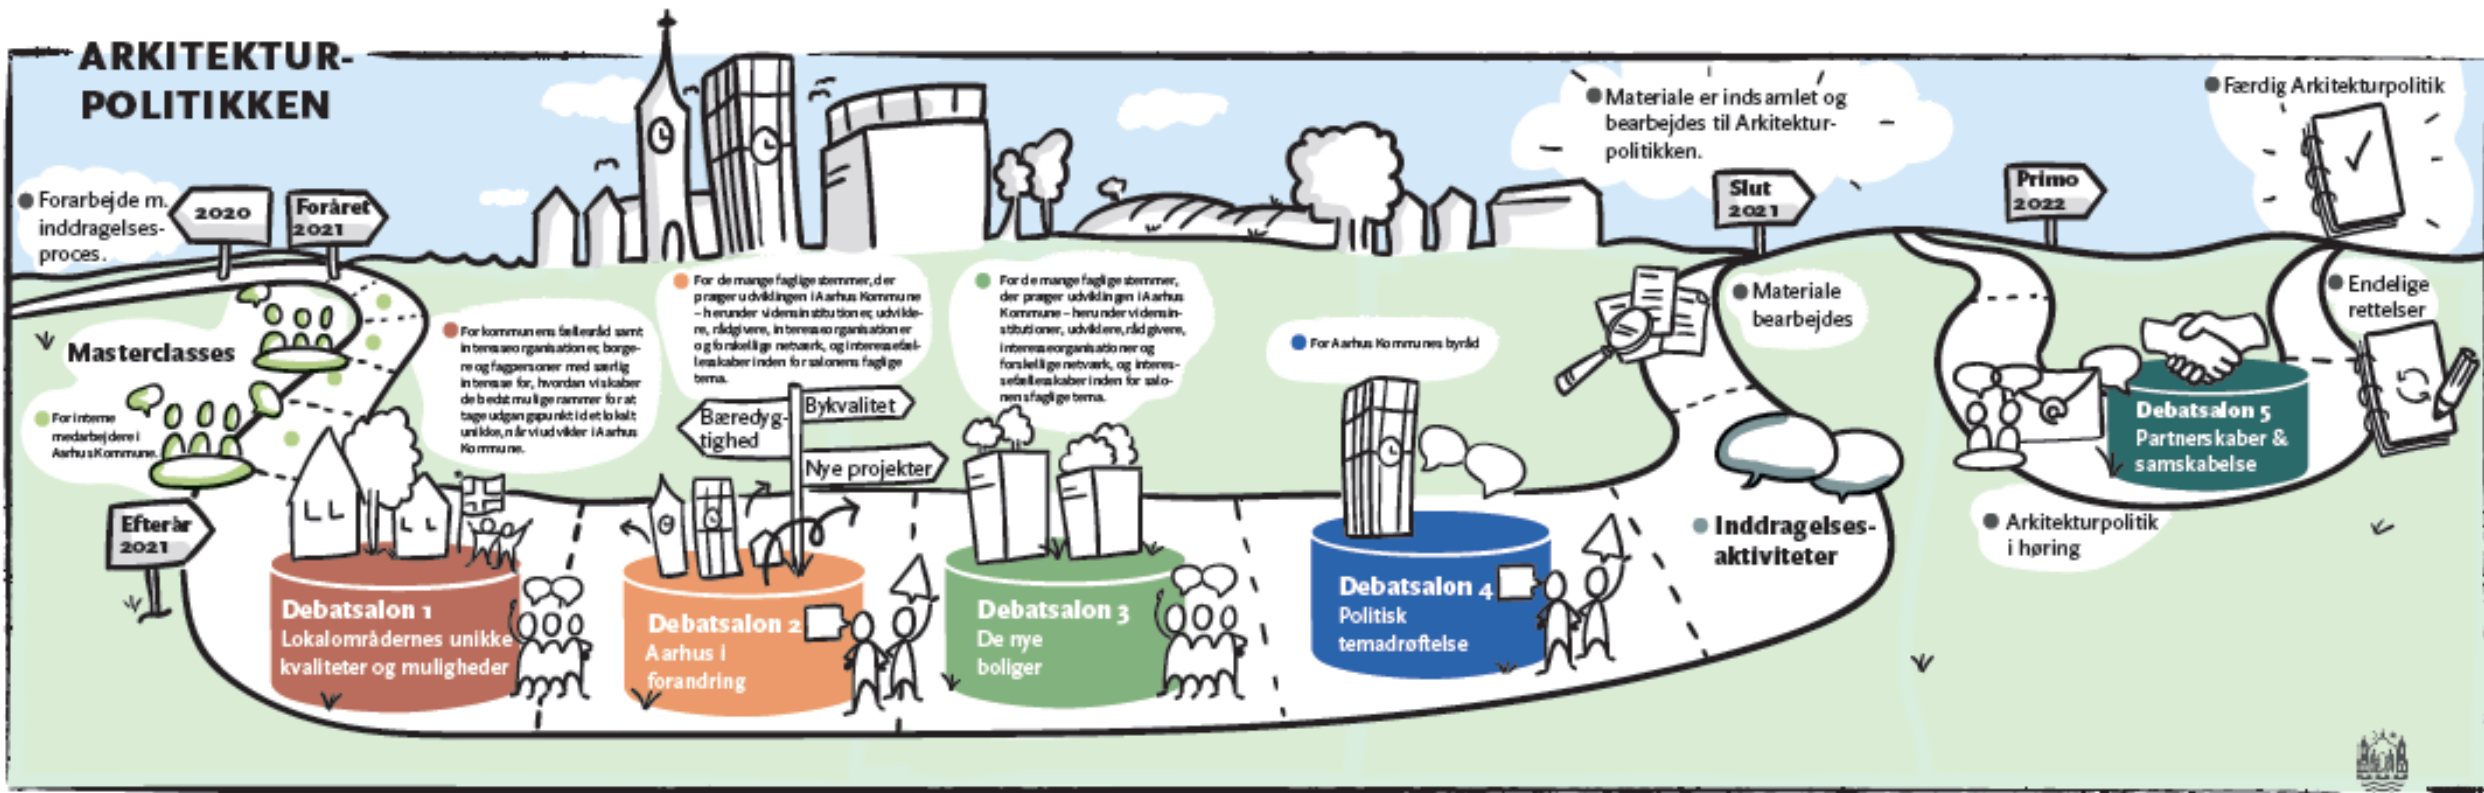 ARKITEKTUR-
POLITIKKEN
Forarbejde m.
inddragelses-
proces.
2020
Foråret
2021
Masterclasses
For interne
medarbejdere i
Aarhus Kommune.
Efterår
2021
For kommunens fællesråd samt
interesseorganisationer, borge-
re og fagpersoner med særlig
interesse for, hvordan vi skaber
de bedst mulige rammer for at
tage udgangspunkt i det lokalt
unikke, når vi udvikler i Aarhus
Kommune.
Debatsalon 1
Lokalområdernes unikke
kvaliteter og muligheder
For de mange faglige stemmer, der
præger udviklingen i Aarhus Kommune
– herunder vidensinstitutioner, udvikle-
re, rådgivere, interesseorganisationer
og forskellige netværk, og interessefæl-
lesskaber inden for salonens faglige
tema.
Bæredyg-
tighed
Bykvalitet
Nye projekter
Debatsalon 2
Aarhus i
forandring
For de mange faglige stemmer,
der præger udviklingen i Aarhus
Kommune – herunder vidensin-
stitutioner, udviklere, rådgivere,
interesseorganisationer og
forskellige netværk, og interes-
sefællesskaber inden for salo-
nens faglige tema.
Debatsalon 3
De nye
boliger
For Aarhus Kommunes byråd
Debatsalon 4
Politisk
temadrøftelse
Materiale er indsamlet og
bearbejdes til Arkitektur-
politikken.
Slut
2021
Materiale
bearbejdes
Inddragelses-
aktiviteter
Primo
2022
Arkitekturpolitik
i høring
@
Debatsalon 5
Partnerskaber &
samskabelse
Endelige
rettelser
Færdig Arkitekturpolitik